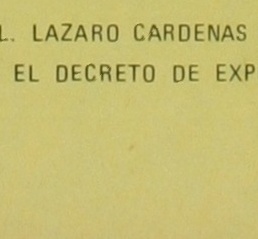 L. LAZARO CARDENAS
EL DECRETO DE EXP